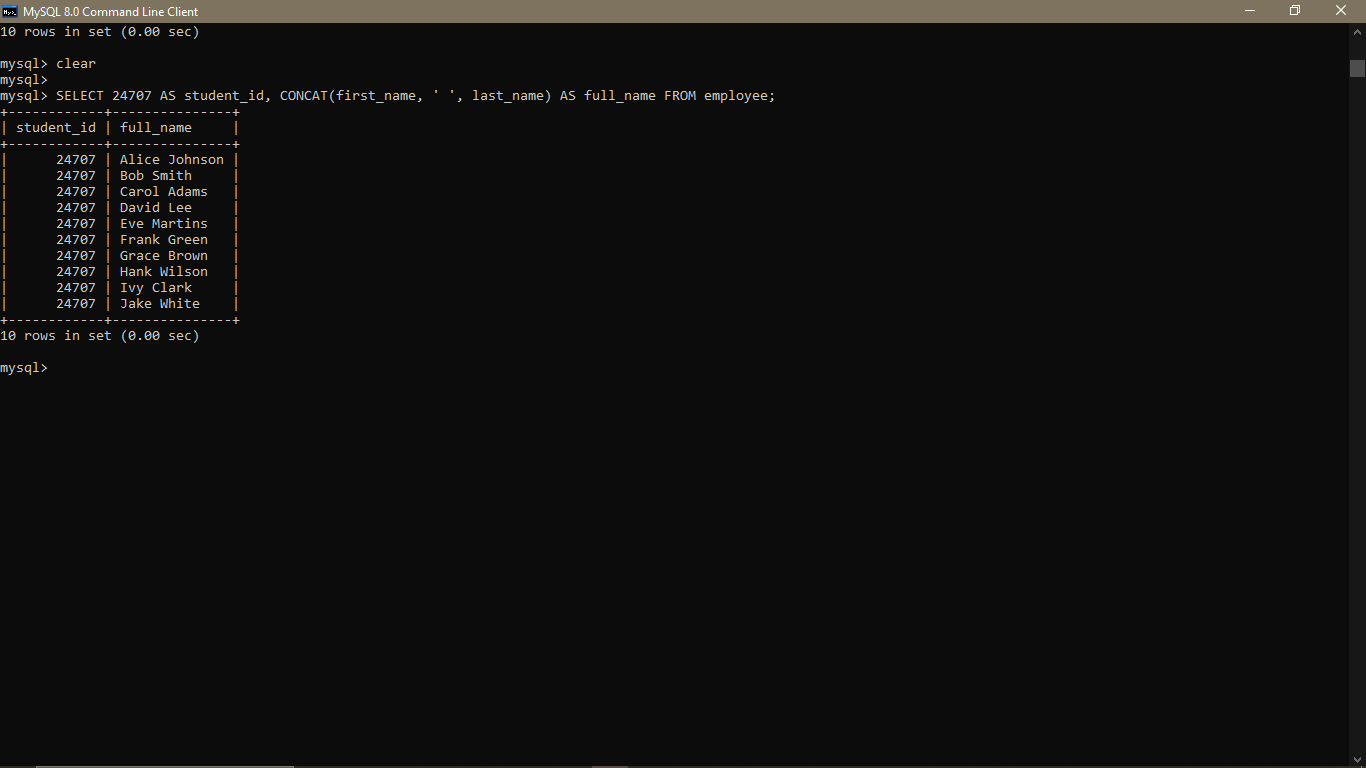 MySQL 8.0 Command Line Client
10 rows in set (0.00 sec)
mysql> clear
mysql>
mysql> SELECT 24707 AS student_id, CONCAT(first_name, ' ', last_name) AS full_name FROM employee;
+------------+---------------+
| student_id | full_name     |
+------------+---------------+
|      24707 | Alice Johnson |
|      24707 | Bob Smith     |
|      24707 | Carol Adams   |
|      24707 | David Lee     |
|      24707 | Eve Martins   |
|      24707 | Frank Green   |
|      24707 | Grace Brown   |
|      24707 | Hank Wilson   |
|      24707 | Ivy Clark     |
|      24707 | Jake White    |
+------------+---------------+
10 rows in set (0.00 sec)
mysql>